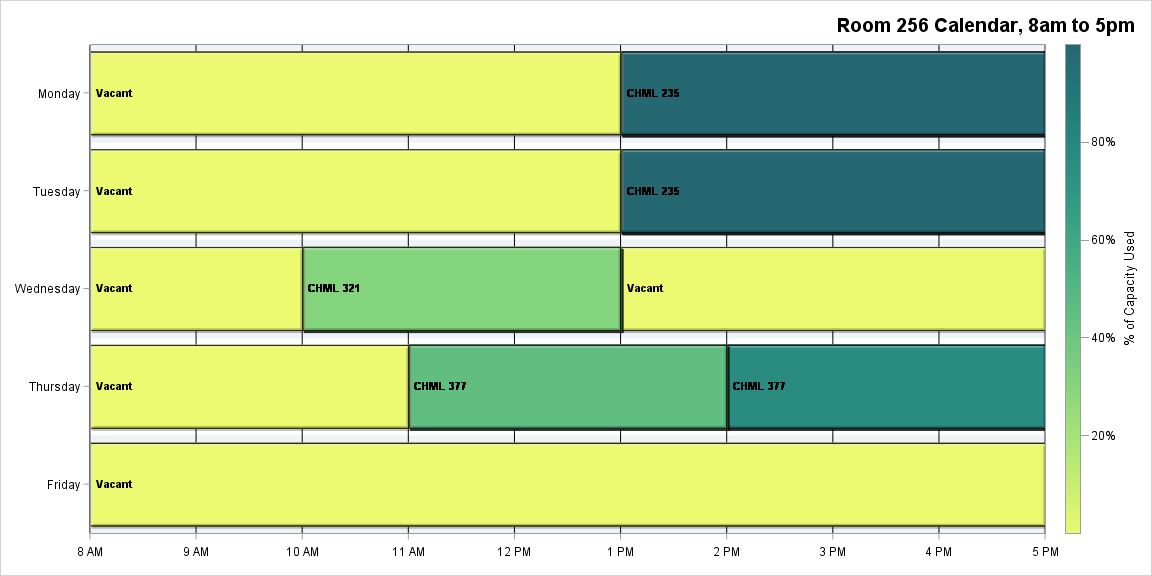 Room 256 Calendar, 8am to 5pm
Monday
Vacant
CHML 235
80%
Tuesday
Vacant
CHML 235
60%
Wednesday
Vacant
CHML 321
Vacant
% of Capacity Used
40%
Thursday
Vacant
CHML 377
CHML 377
20%
Friday
Vacant
8 AM
9 AM
10 AM
11 AM
12 PM
1 PM
2 PM
3 PM
4 PM
5 PM